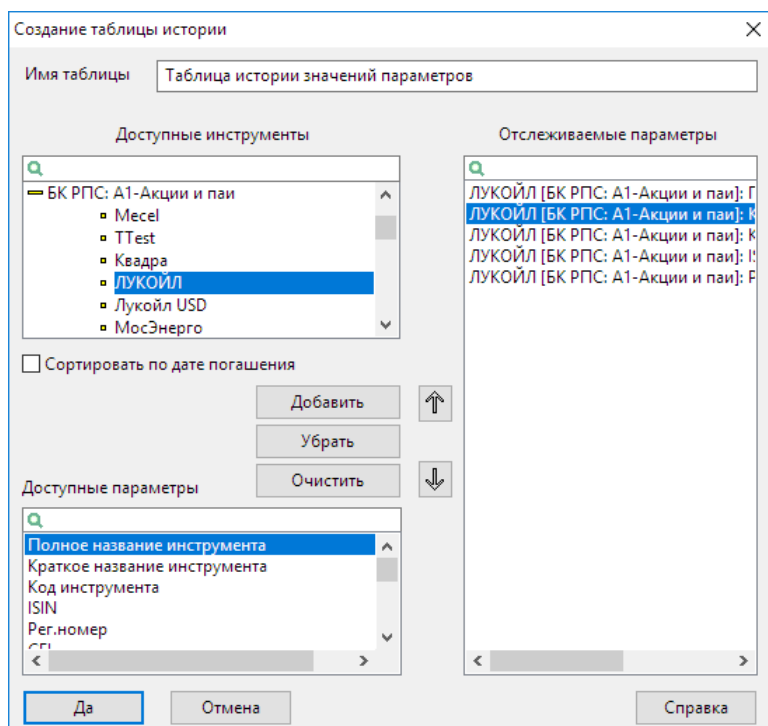 Создание таблицы истории
Имя таблицы
Таблица истории значений параметров
Доступные инструменты
БК РПС: А1-Акции и паи
Mecel
TTest
Квадра
ЛУКОЙЛ
Лукойл USD
МосЭнерго
Сортировать по дате погашения
Добавить
Убрать
Очистить
Доступные параметры
Полное название инструмента
Краткое название инструмента
Код инструмента
ISIN
Рег.номер
Отслеживаемые параметры
ЛУКОЙЛ [БК РПС: А1-Акции и паи]: П
ЛУКОЙЛ [БК РПС: А1-Акции и паи]: К
ЛУКОЙЛ [БК РПС: А1-Акции и паи]: К
ЛУКОЙЛ [БК РПС: А1-Акции и паи]: IS
ЛУКОЙЛ [БК РПС: А1-Акции и паи]: Р
Да
Отмена
Справка